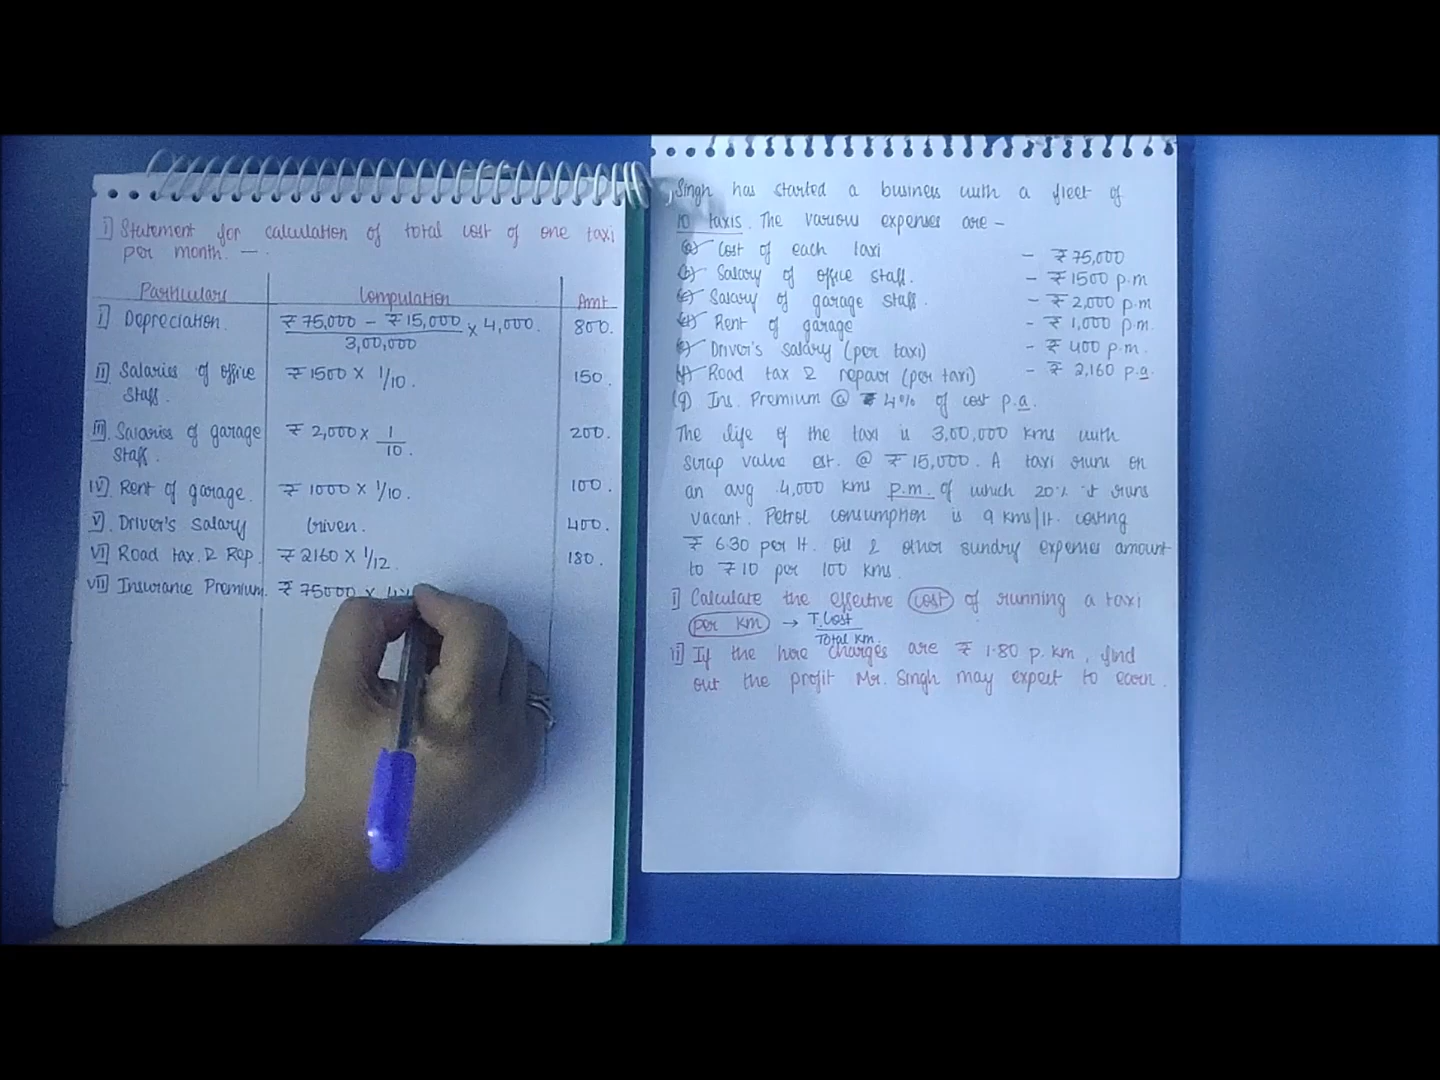 i] Statement for calculation of total cost of one taxi
per month. —
Particulars Computation Amt
i] Depreciation. ₹ 75,000 – ₹ 15,000 × 4,000. 800.
3,00,000
ii] Salaries of office ₹ 1500 × 1/10. 150.
Staff.
iii]. Salaries of garage ₹ 2,000 × 1/10. 200.
Staff.
iv]. Rent of garage. ₹ 1000 × 1/10. 100.
v]. Driver's Salary Given. 400.
vi] Road tax. & Rep. ₹ 2160 × 1/12. 180.
vii] Insurance Premium. ₹ 75000 × 4%
Singh has started a business with a fleet of
10 taxis. The various expenses are –
(a) Cost of each taxi – ₹ 75,000
(b) Salary of office staff. – ₹ 1500 p.m
(c) Salary of garage staff. – ₹ 2,000 p.m
(d) Rent of garage – ₹ 1,000 p.m.
(e) Driver's salary (per taxi) – ₹ 400 p.m.
(f) Road tax & repair (per taxi) – ₹ 2,160 p.a.
(g) Ins. Premium @ 4% of cost p.a.
The life of the taxi is 3,00,000 kms with
scrap value est. @ ₹ 15,000. A taxi runs on
an avg 4,000 kms p.m. of which 20% it runs
vacant. Petrol consumption is 9 kms/lt. costing
₹ 6.30 per lt. Oil & other sundry expenses amount
to ₹ 10 per 100 kms.
i] Calculate the effective cost of running a taxi
per km → T.Cost
Total km.
ii] If the hire charges are ₹ 1.80 p. km, find
out the profit Mr. Singh may expect to earn.